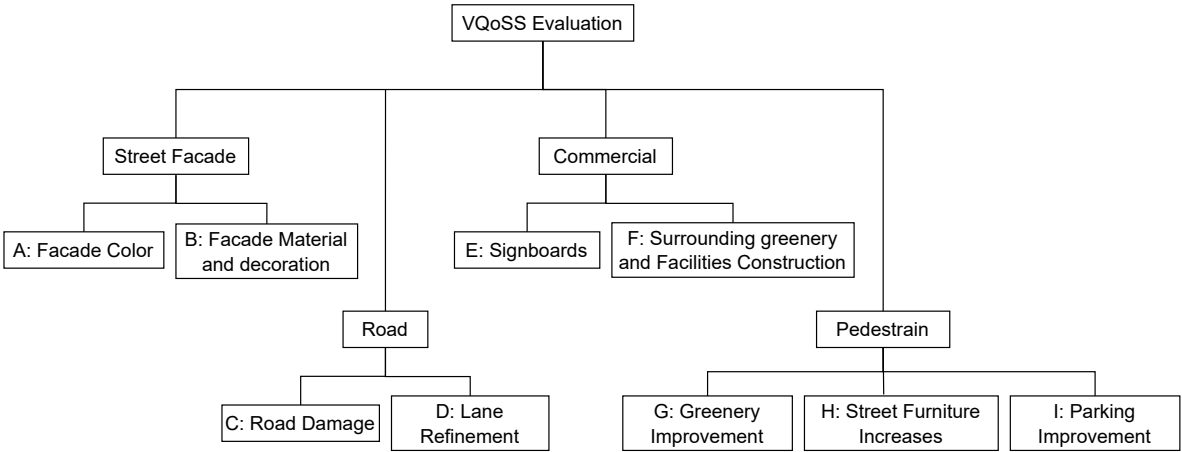 VQoSS Evaluation
Street Facade
Commercial
A: Facade Color
B: Facade Material
and decoration
E: Signboards
F: Surrounding greenery
and Facilities Construction
Road
Pedestrain
C: Road Damage
D: Lane
Refinement
G: Greenery
Improvement
H: Street Furniture
Increases
I: Parking
Improvement